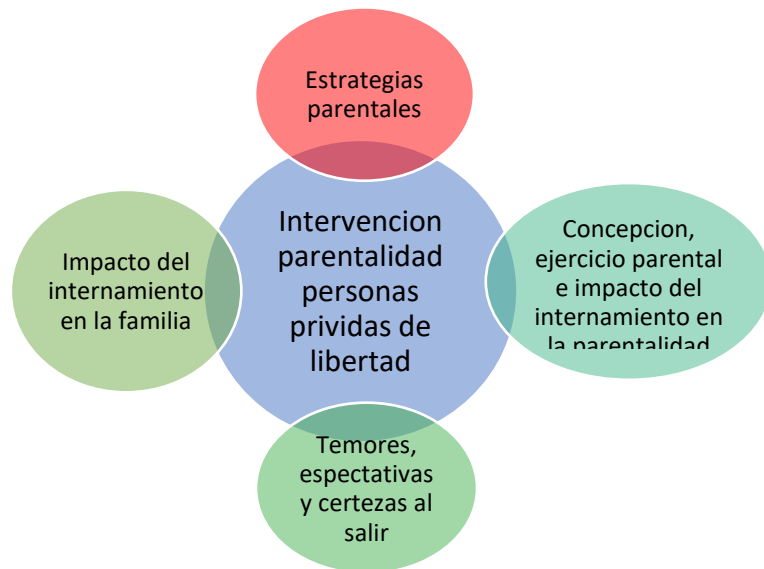 Estrategias
parentales
Intervencion
parentalidad
personas
prividas de
libertad
Concepcion,
ejercicio parental
e impacto del
internamiento en
la parentalidad
Temores,
espectativas
y certezas al
salir
Impacto del
internamiento
en la familia